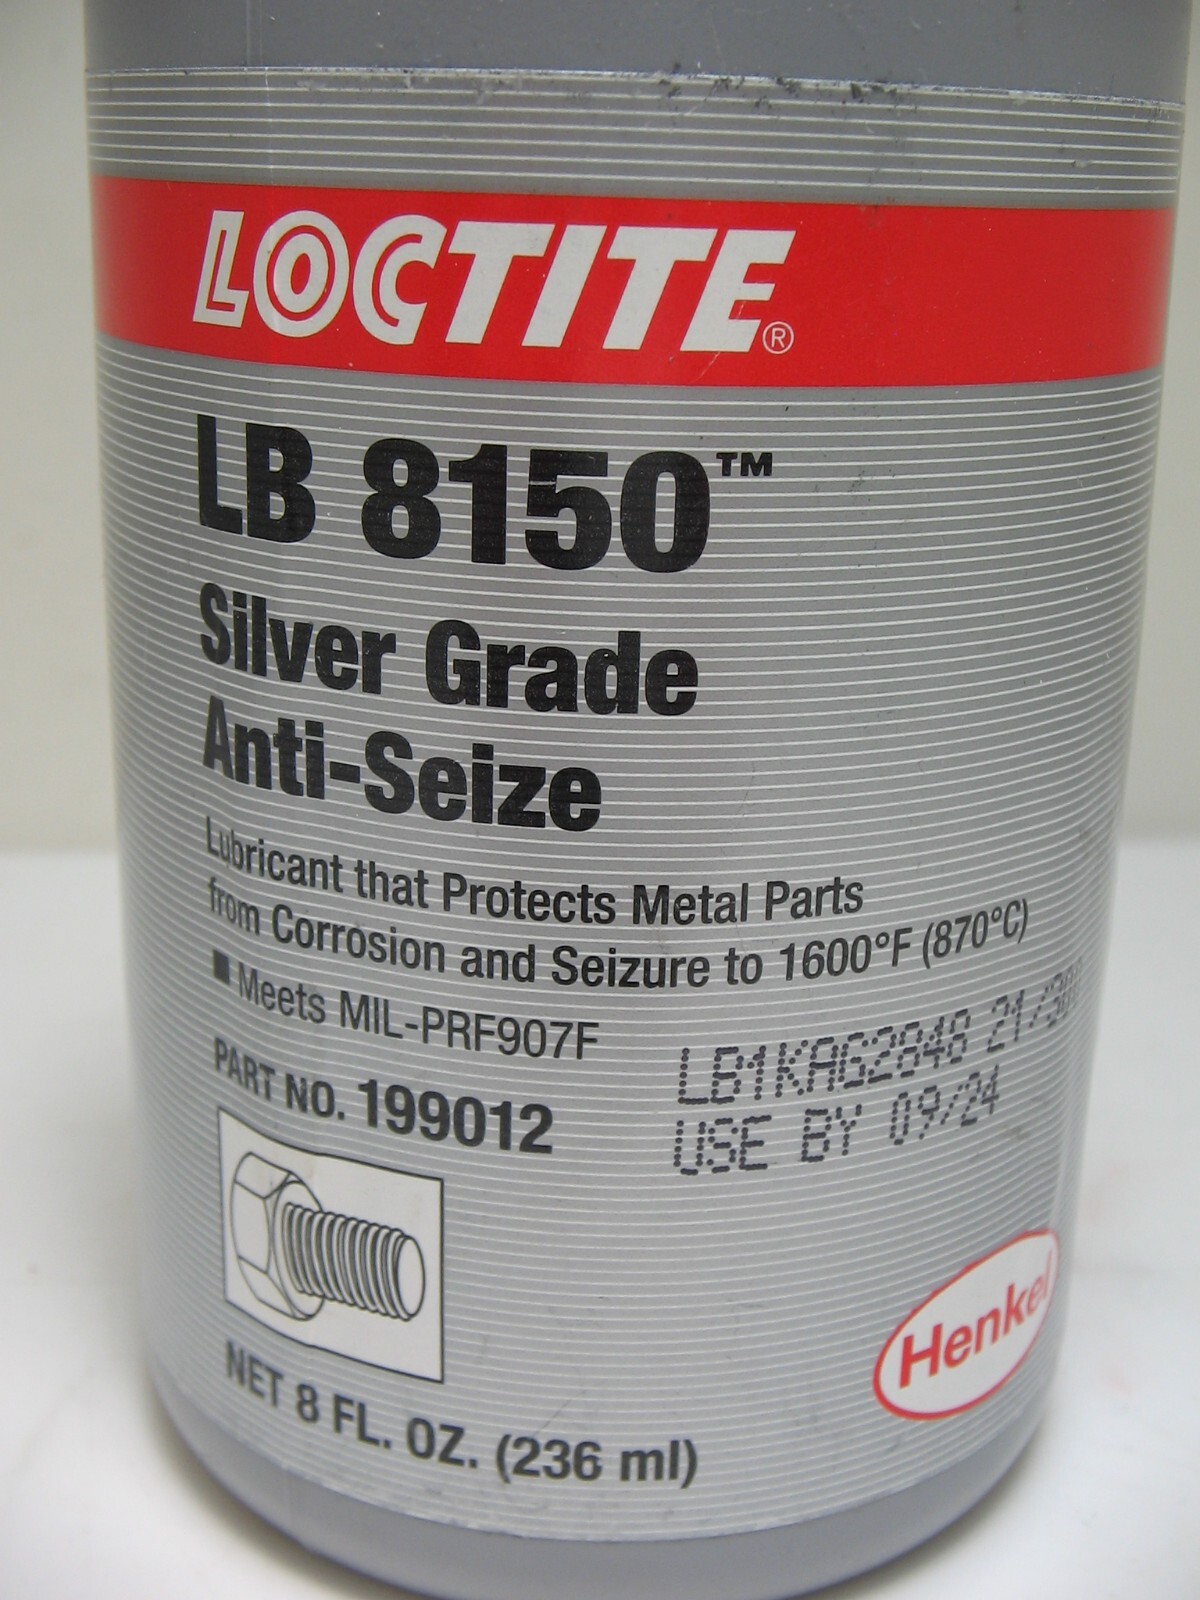 LOCTITE®
LB 8150™
Silver Grade
Anti-Seize
Lubricant that Protects Metal Parts
from Corrosion and Seizure to 1600°F (870°C)
■ Meets MIL-PRF907F
PART NO. 199012
LB1KAG2848 21/
USE BY 09/24
Henkel
NET 8 FL. OZ. (236 ml)